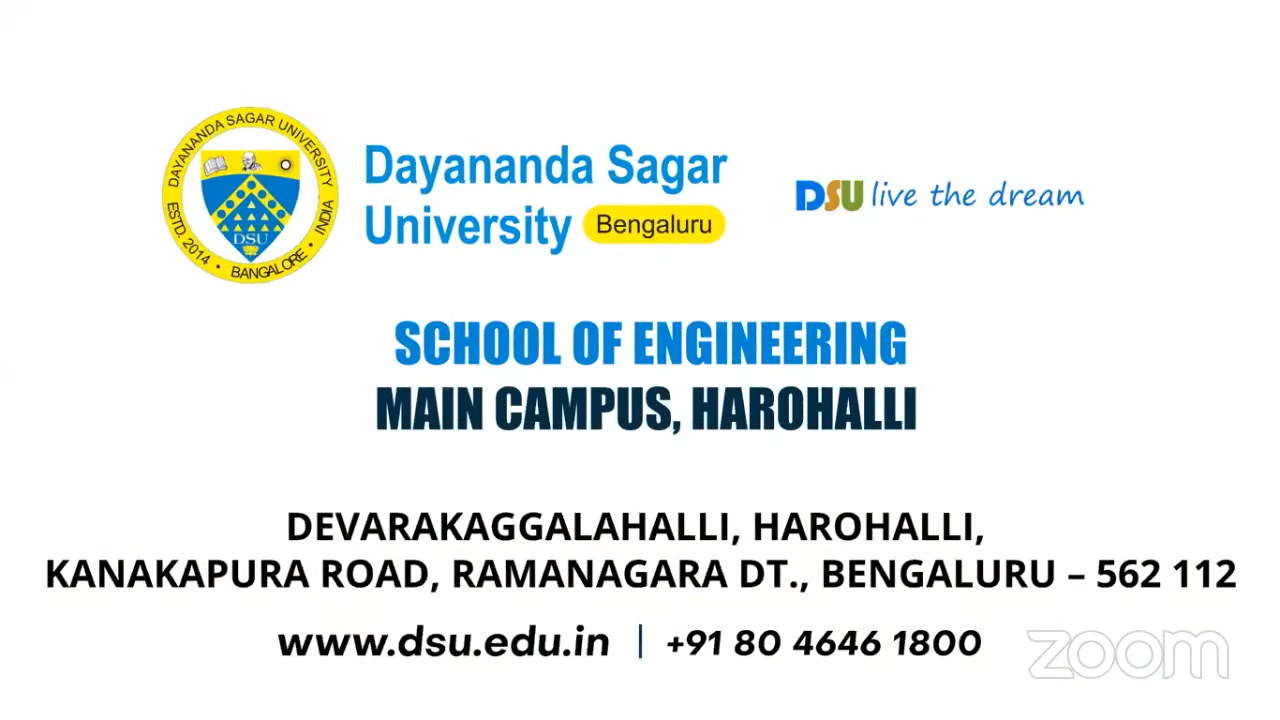 DAYANANDA SAGAR UNIVERSITY
INDIA
ESTD. 2014 • BANGALORE •
DSU
Dayananda Sagar
University Bengaluru
DSU live the dream
SCHOOL OF ENGINEERING
MAIN CAMPUS, HAROHALLI
DEVARAKAGGALAHALLI, HAROHALLI,
KANAKAPURA ROAD, RAMANAGARA DT., BENGALURU – 562 112
www.dsu.edu.in | +91 80 4646 1800
zoom